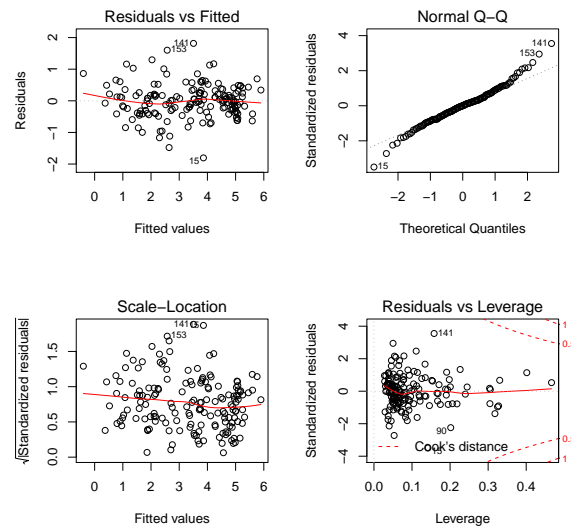 Residuals vs Fitted
Residuals
2
1
0
−1
−2
141
153
15
0 1 2 3 4 5 6
Fitted values
Normal Q−Q
Standardized residuals
4
2
0
−2
141
153
15
−2 −1 0 1 2
Theoretical Quantiles
Scale−Location
√|Standardized residuals|
1.5
1.0
0.5
0.0
141
153
0 1 2 3 4 5 6
Fitted values
Residuals vs Leverage
Standardized residuals
4
2
0
−2
−4
141
90
Cook's distance
1
0.5
0.5
1
0.0 0.1 0.2 0.3 0.4
Leverage